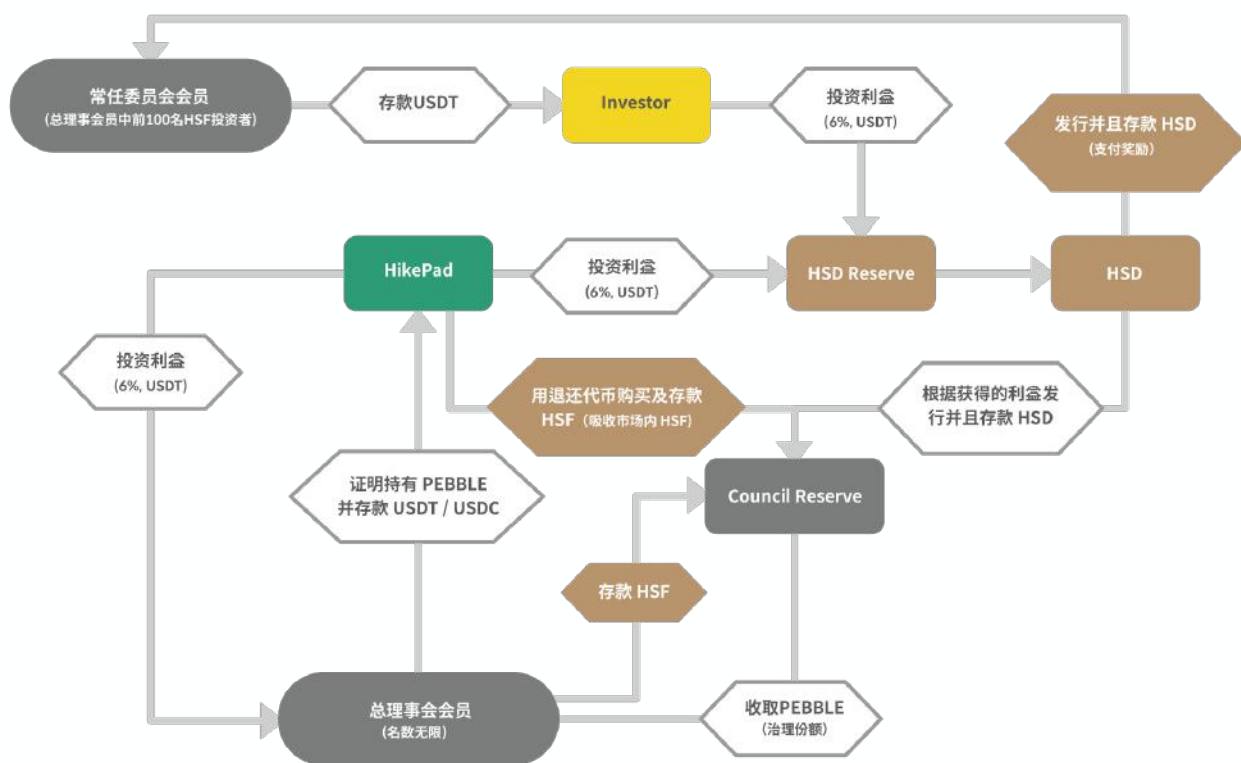 常任委员会会员
(总理事会员中前100名HSF投资者)
存款USDT
Investor
投资利益
(6%, USDT)
发行并且存款 HSD
(支付奖励)
HikePad
投资利益
(6%, USDT)
HSD Reserve
HSD
投资利益
(6%, USDT)
用退还代币购买及存款
HSF（吸收市场内 HSF)
根据获得的利益发
行并且存款 HSD
证明持有 PEBBLE
并存款 USDT / USDC
Council Reserve
存款 HSF
总理事会会员
(名数无限)
收取PEBBLE
(治理份额)